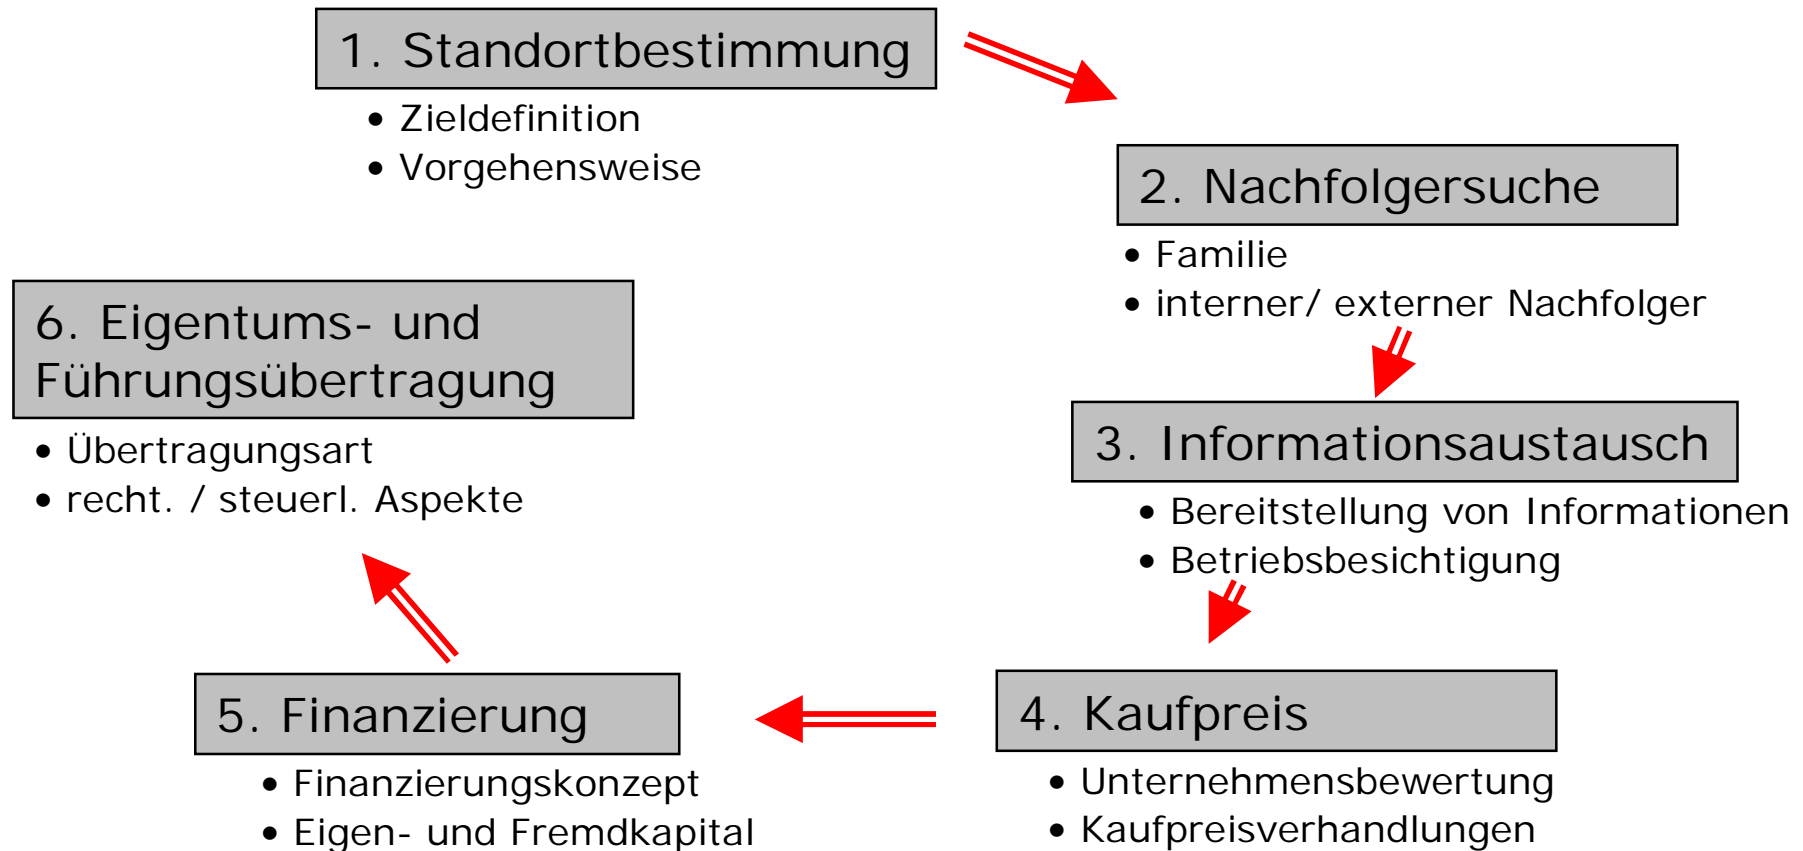 1. Standortbestimmung
• Zieldefinition
• Vorgehensweise
2. Nachfolgersuche
• Familie
• interner/ externer Nachfolger
3. Informationsaustausch
• Bereitstellung von Informationen
• Betriebsbesichtigung
4. Kaufpreis
• Unternehmensbewertung
• Kaufpreisverhandlungen
5. Finanzierung
• Finanzierungskonzept
• Eigen- und Fremdkapital
6. Eigentums- und
Führungsübertragung
• Übertragungsart
• recht. / steuerl. Aspekte